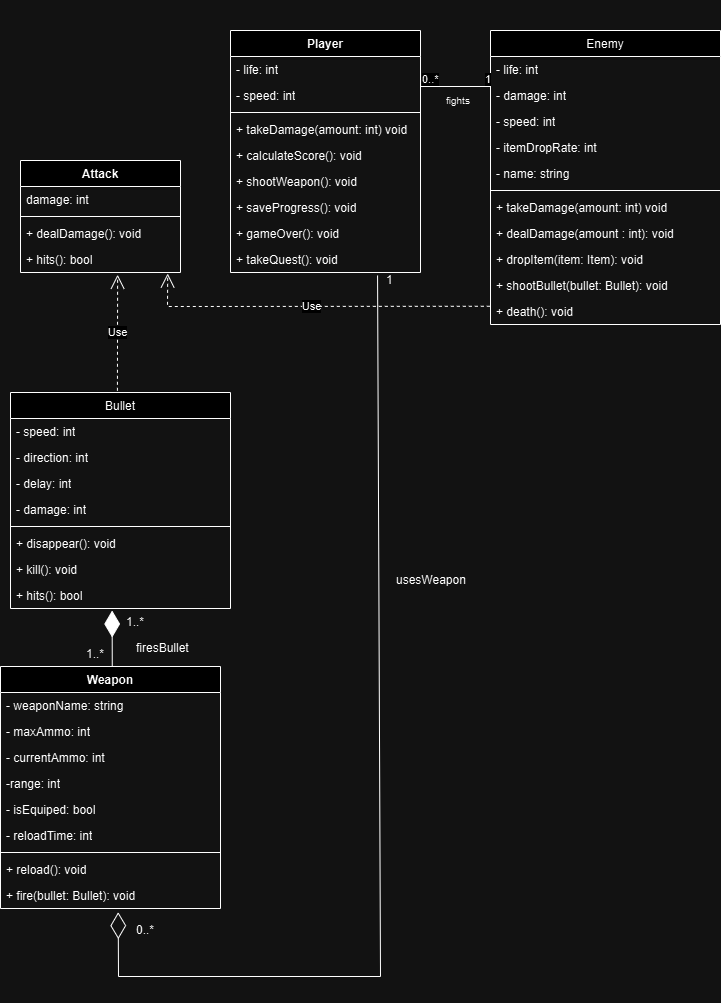 Player
- life: int
- speed: int
+ takeDamage(amount: int) void
+ calculateScore(): void
+ shootWeapon(): void
+ saveProgress(): void
+ gameOver(): void
+ takeQuest(): void
0..*
1
fights
Enemy
- life: int
- damage: int
- speed: int
- itemDropRate: int
- name: string
+ takeDamage(amount: int) void
+ dealDamage(amount : int): void
+ dropItem(item: Item): void
+ shootBullet(bullet: Bullet): void
+ death(): void
Attack
damage: int
+ dealDamage(): void
+ hits(): bool
1
Use
Use
Bullet
- speed: int
- direction: int
- delay: int
- damage: int
+ disappear(): void
+ kill(): void
+ hits(): bool
usesWeapon
1..*
firesBullet
1..*
Weapon
- weaponName: string
- maxAmmo: int
- currentAmmo: int
-range: int
- isEquiped: bool
- reloadTime: int
+ reload(): void
+ fire(bullet: Bullet): void
0..*